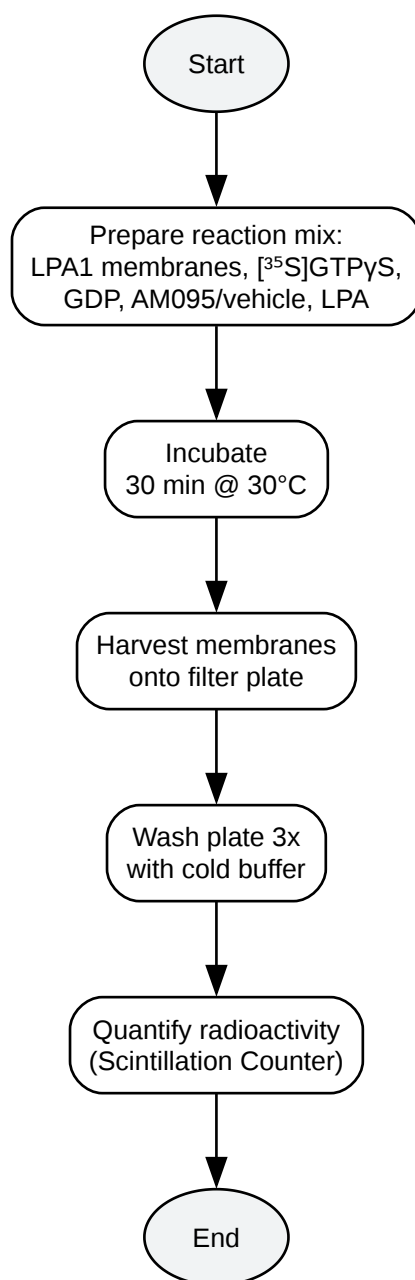 Start
Prepare reaction mix:
LPA1 membranes, [³⁵S]GTPγS,
GDP, AM095/vehicle, LPA
Incubate
30 min @ 30°C
Harvest membranes
onto filter plate
Wash plate 3x
with cold buffer
Quantify radioactivity
(Scintillation Counter)
End